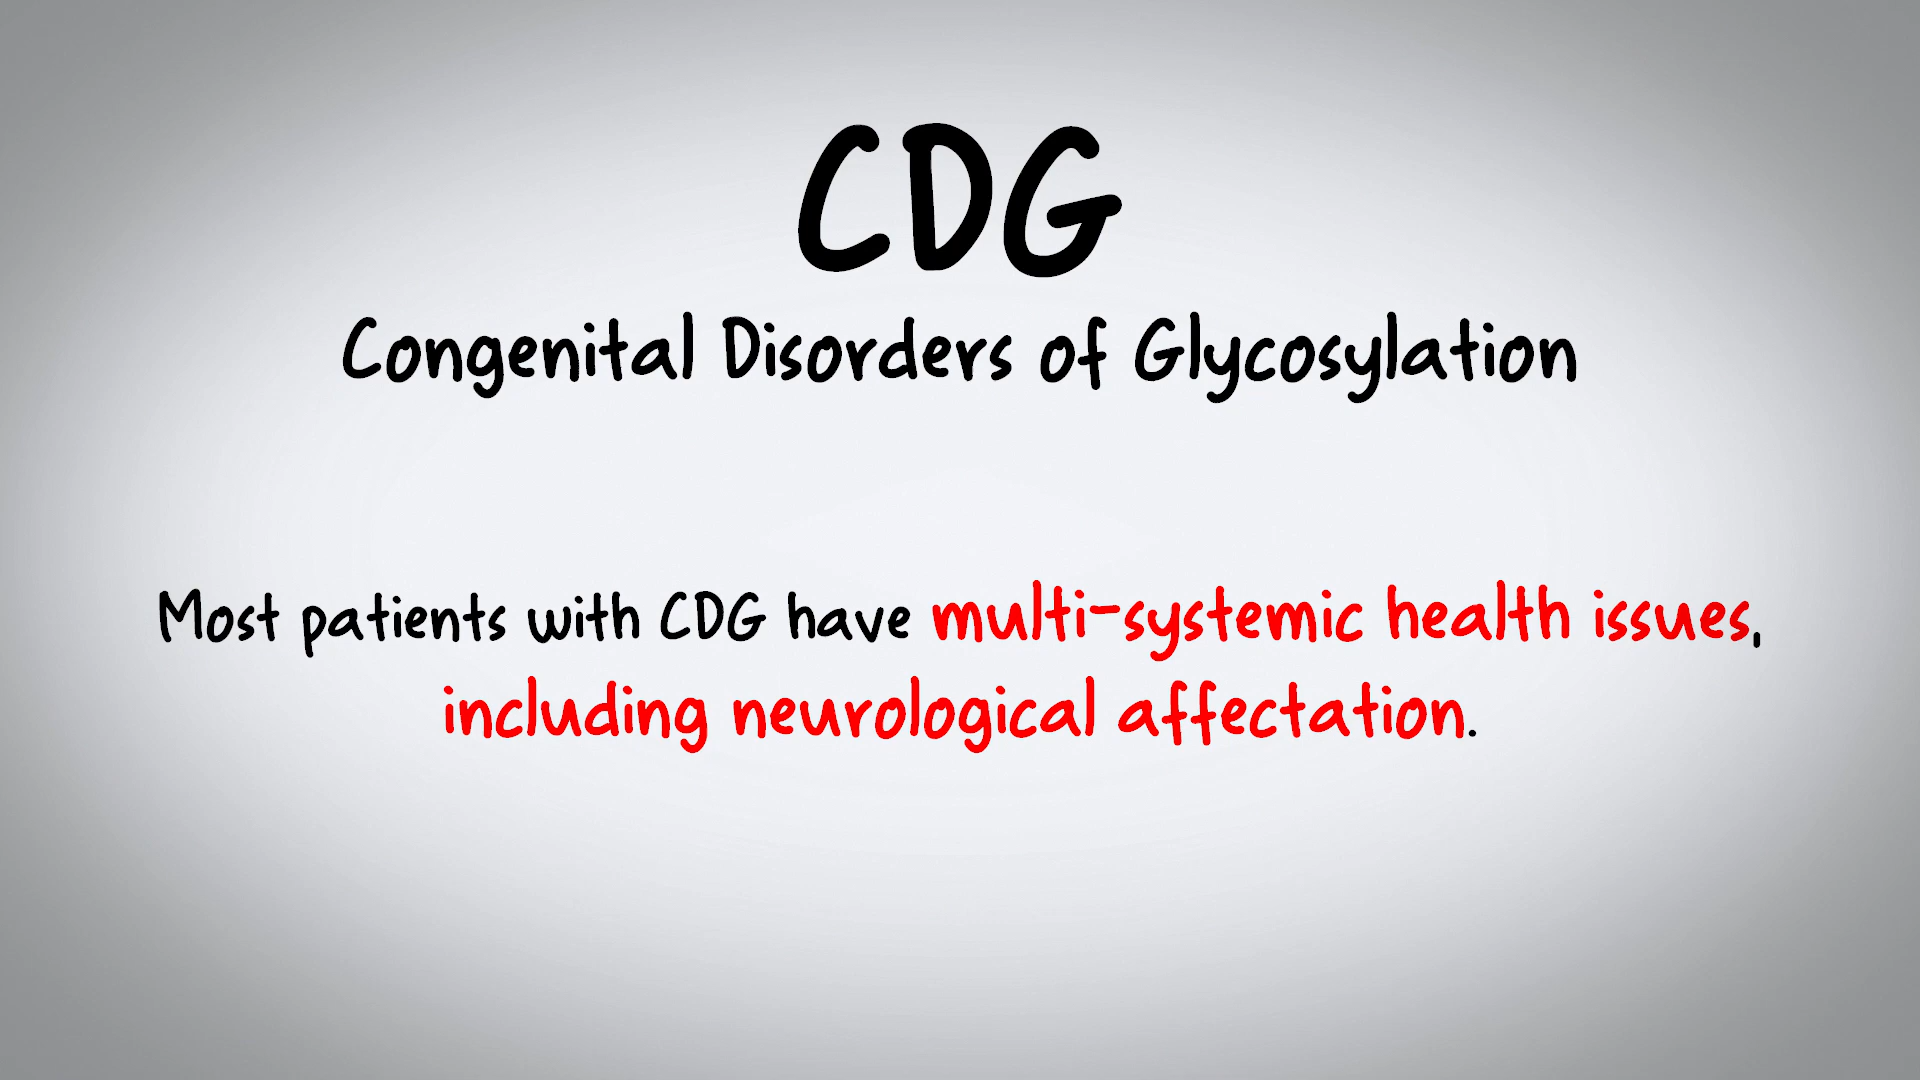 CDG
Congenital Disorders of Glycosylation
Most patients with CDG have multi-systemic health issues,
including neurological affectation.